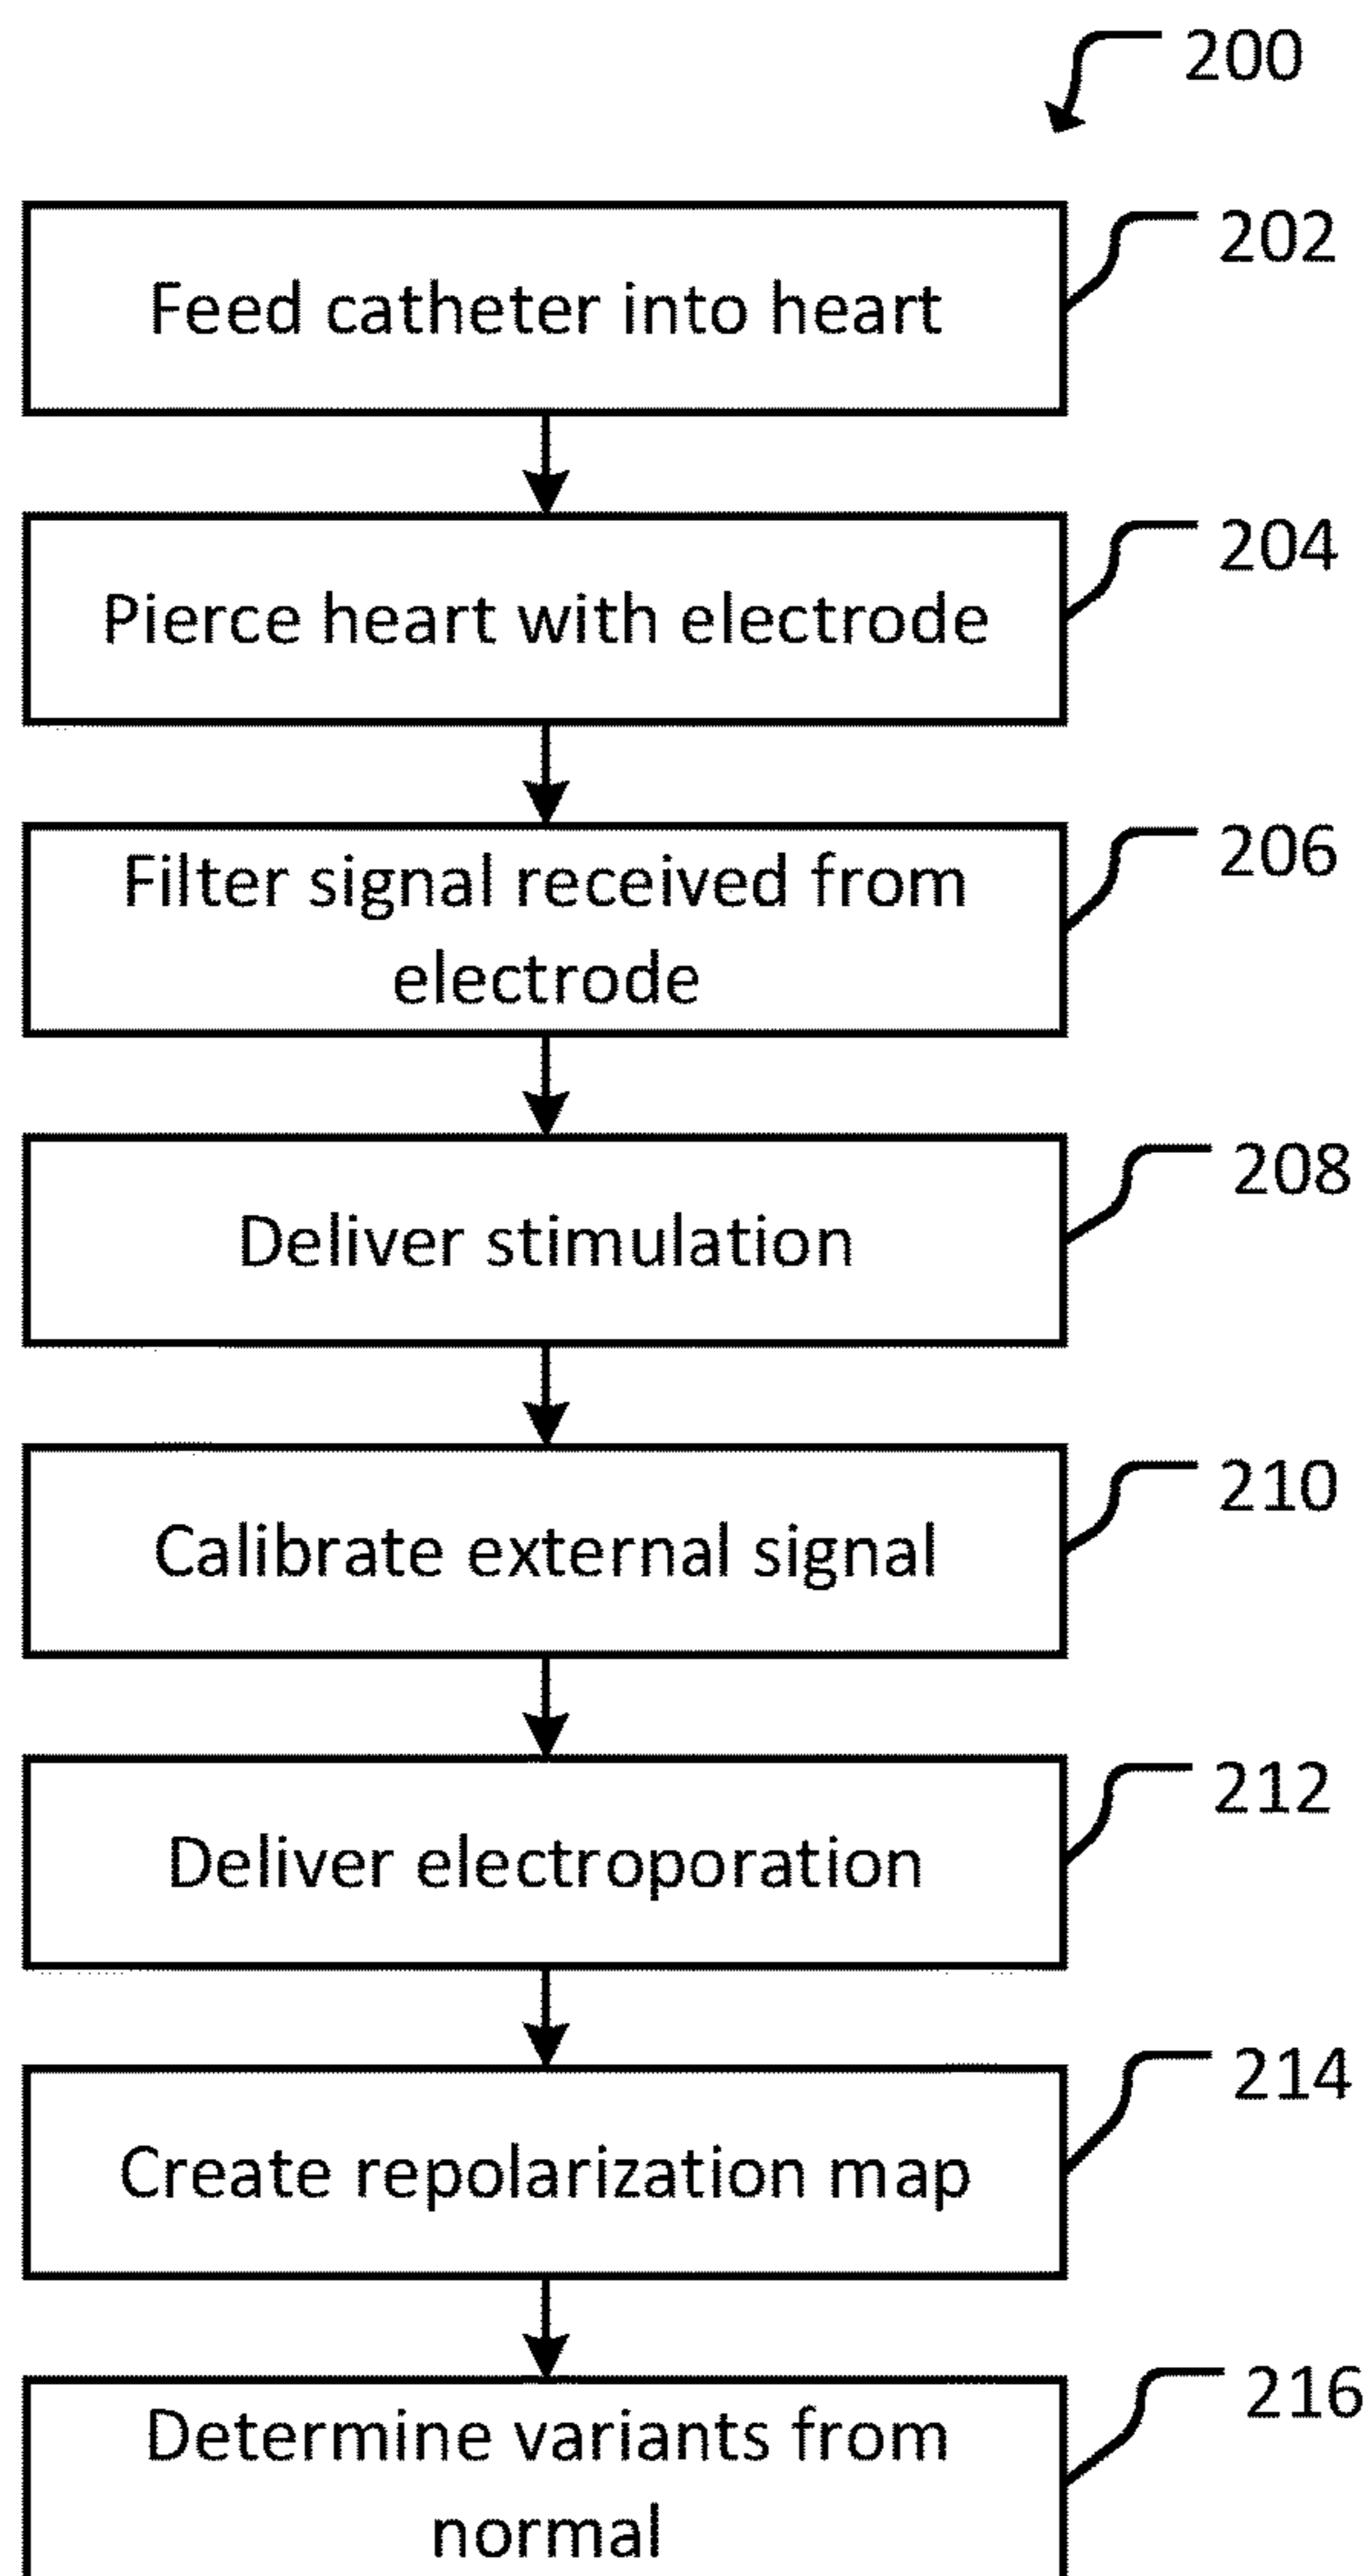 200
202
Feed catheter into heart
204
Pierce heart with electrode
206
Filter signal received from
electrode
208
Deliver stimulation
210
Calibrate external signal
212
Deliver electroporation
214
Create repolarization map
216
Determine variants from
normal